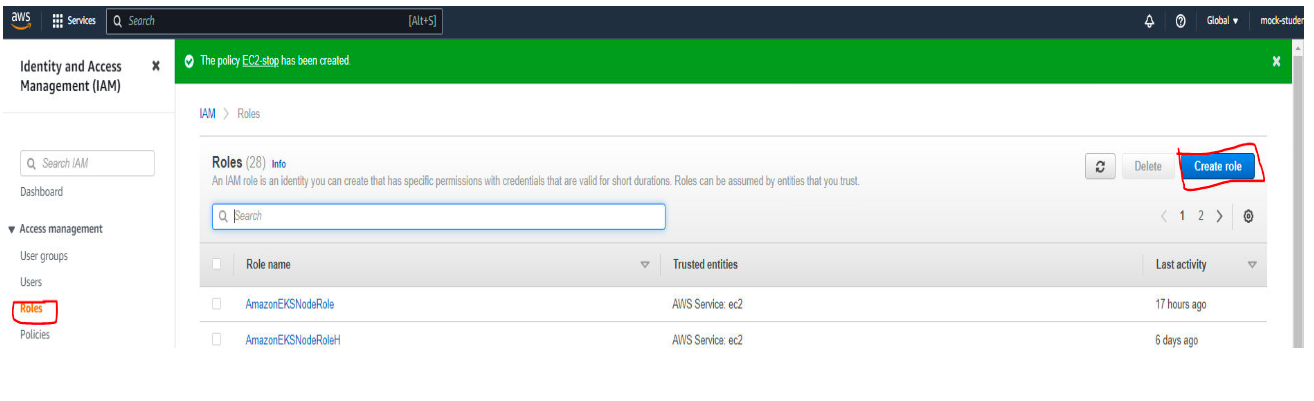 aws
Services
Search
[Alt+S]
Global
mock-studen
Identity and Access
Management (IAM)
Search IAM
Dashboard
Access management
User groups
Users
Roles
Policies
The policy EC2-stop has been created.
IAM > Roles
Roles (28) Info
An IAM role is an identity you can create that has specific permissions with credentials that are valid for short durations. Roles can be assumed by entities that you trust.
Delete
Create role
Search
1 2
Role name
Trusted entities
Last activity
AmazonEKSNodeRole
AWS Service: ec2
17 hours ago
AmazonEKSNodeRoleH
AWS Service: ec2
6 days ago